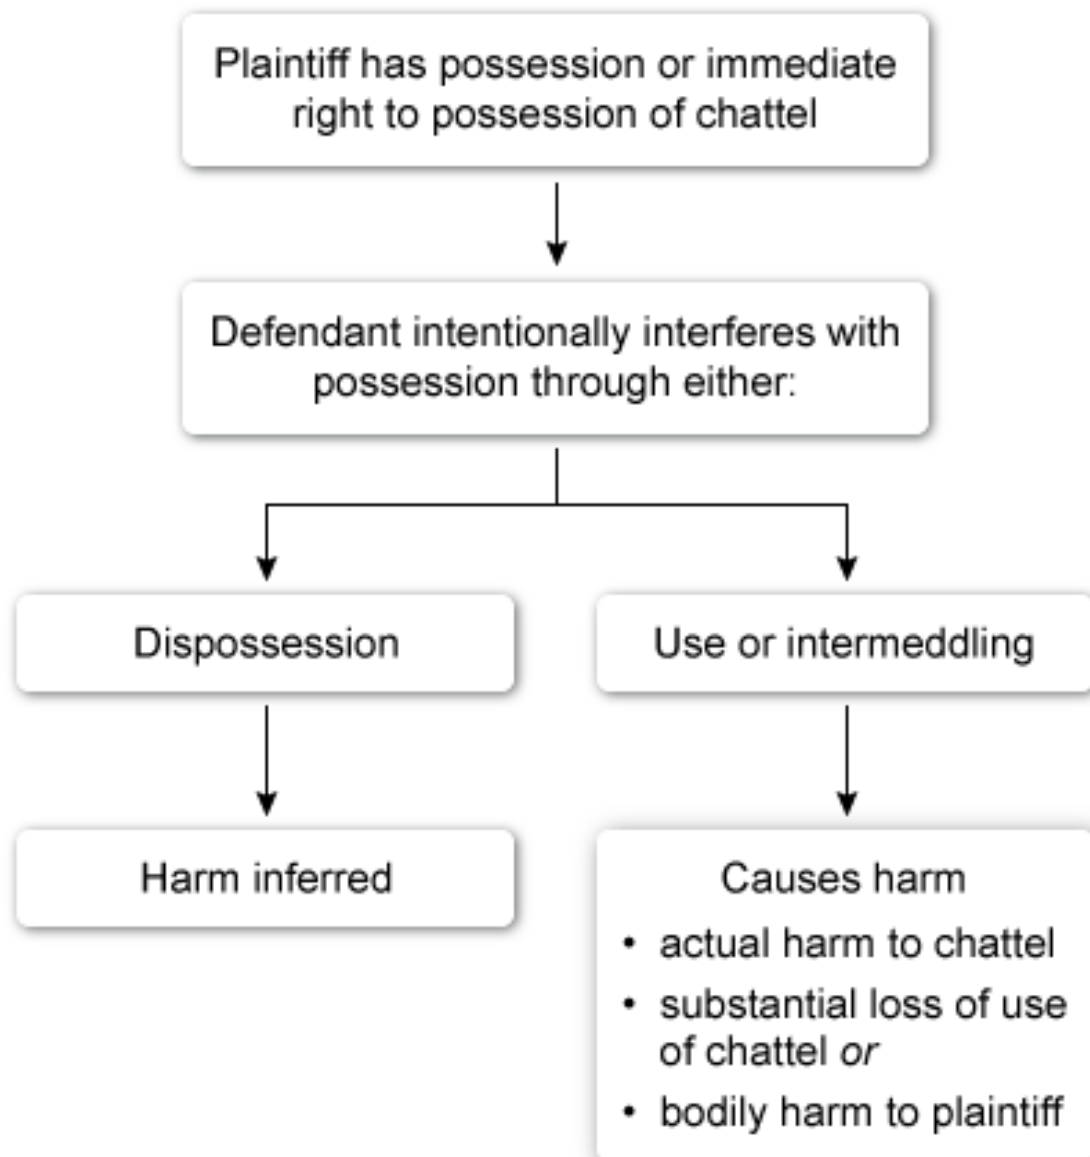 Plaintiff has possession or immediate
right to possession of chattel
Defendant intentionally interferes with
possession through either:
Dispossession
Use or intermeddling
Harm inferred
Causes harm
• actual harm to chattel
• substantial loss of use
of chattel or
• bodily harm to plaintiff